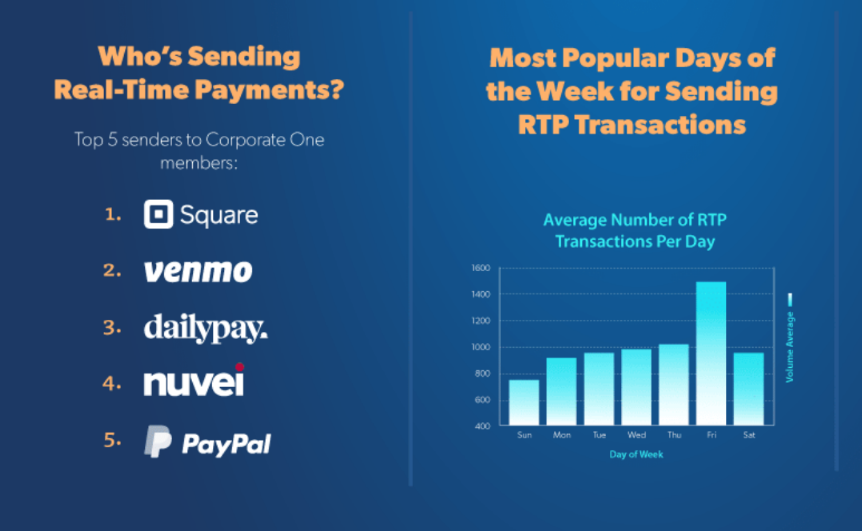 Who's Sending
Real-Time Payments?
Top 5 senders to Corporate One
members:
1. Square
2. venmo
3. dailypay.
4. nuvei
5. PayPal
Most Popular Days of
the Week for Sending
RTP Transactions
Average Number of RTP
Transactions Per Day
1600
1400
1200
1000
800
600
400
Sun Mon Tue Wed Thu Fri Sat
Day of Week
Volume Average